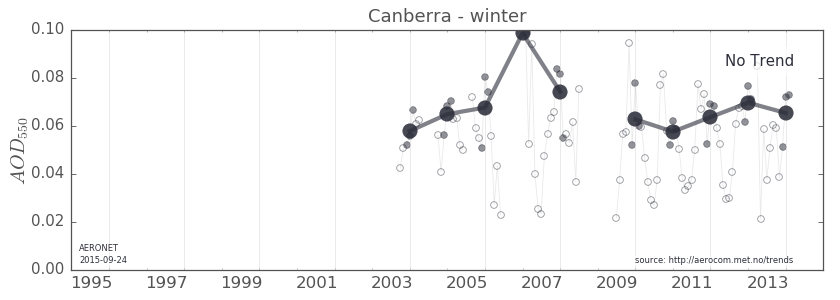 Canberra - winter
0.10
0.08
0.06
0.04
0.02
0.00
AOD550
No Trend
AERONET
2015-09-24
source: http://aerocom.met.no/trends
1995 1997 1999 2001 2003 2005 2007 2009 2011 2013